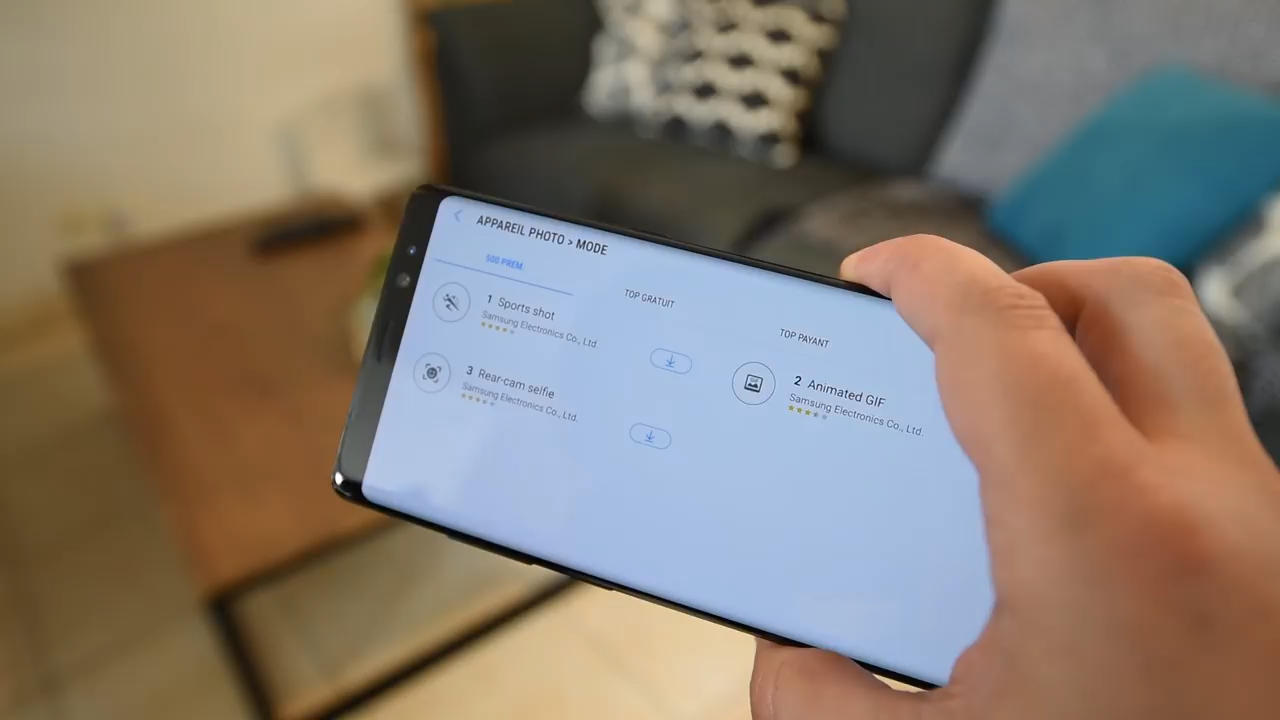 APPAREIL PHOTO > MODE
500 PREM.
TOP GRATUIT
TOP PAYANT
1 Sports shot
Samsung Electronics Co., Ltd.
2 Animated GIF
Samsung Electronics Co., Ltd.
3 Rear-cam selfie
Samsung Electronics Co., Ltd.